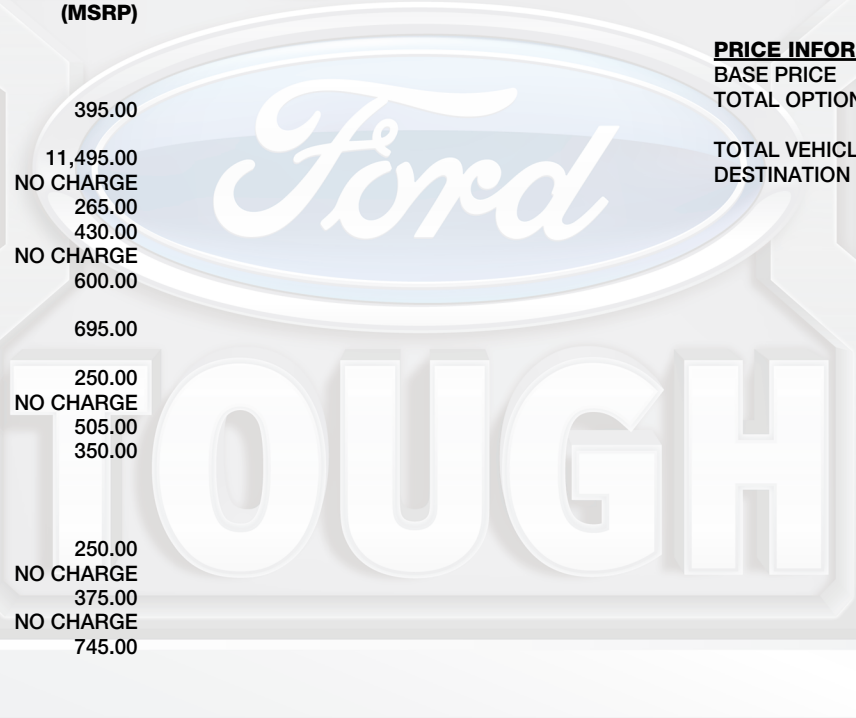 (MSRP)
395.00
11,495.00
NO CHARGE
265.00
430.00
NO CHARGE
600.00
695.00
250.00
NO CHARGE
505.00
350.00
250.00
NO CHARGE
375.00
NO CHARGE
745.00
PRICE INFOR
BASE PRICE
TOTAL OPTION
TOTAL VEHICL
DESTINATION
Ford
TOUGH